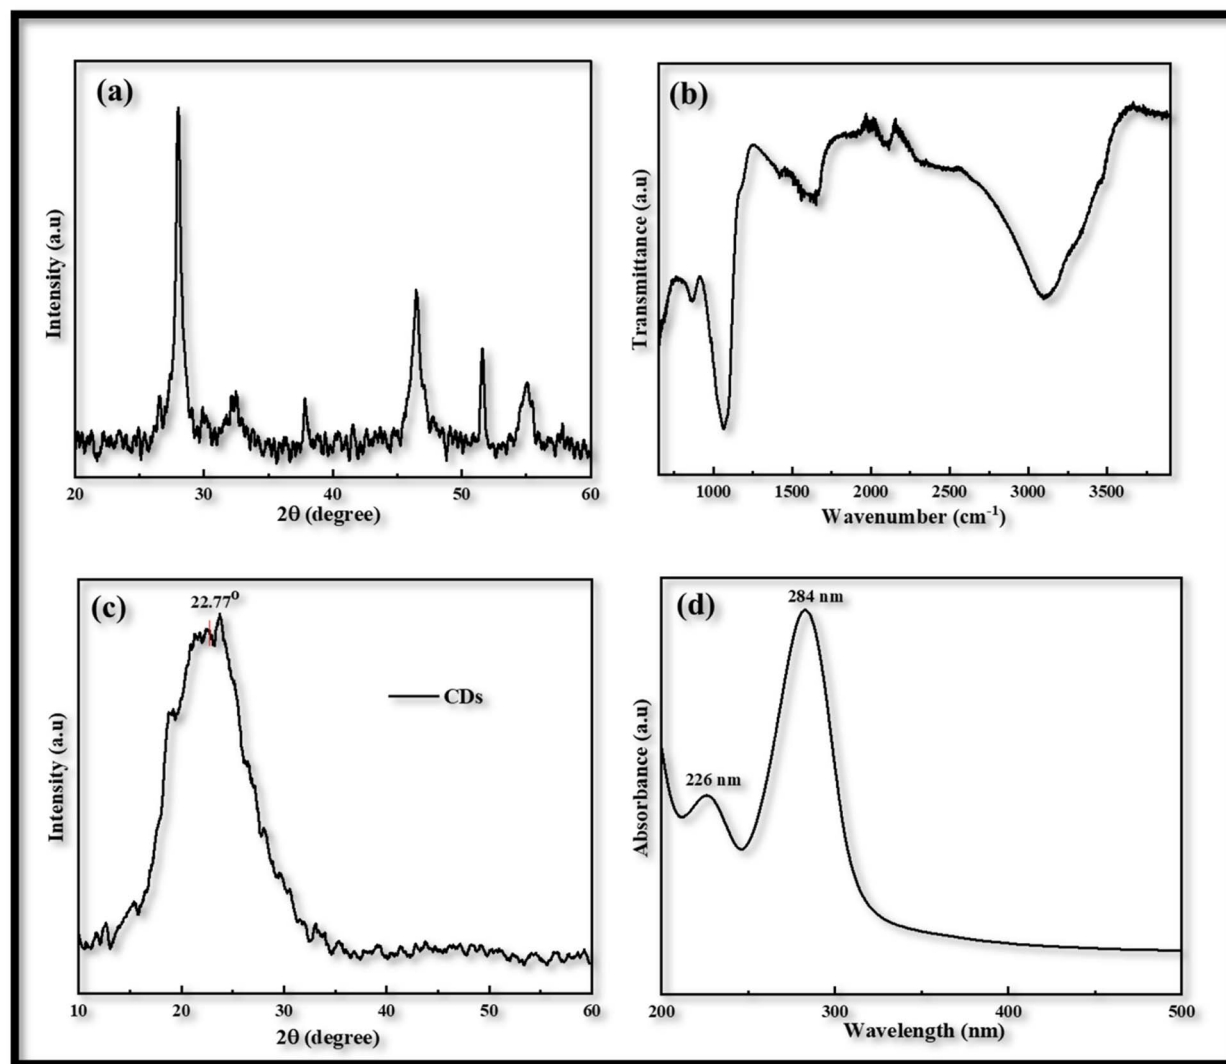 (a)
Intensity (a.u)
20 30 40 50 60
2θ (degree)
(b)
Transmittance (a.u)
1000 1500 2000 2500 3000 3500
Wavenumber (cm⁻¹)
(c)
22.77°
CDs
Intensity (a.u)
10 20 30 40 50 60
2θ (degree)
(d)
284 nm
226 nm
Absorbance (a.u)
200 300 400 500
Wavelength (nm)